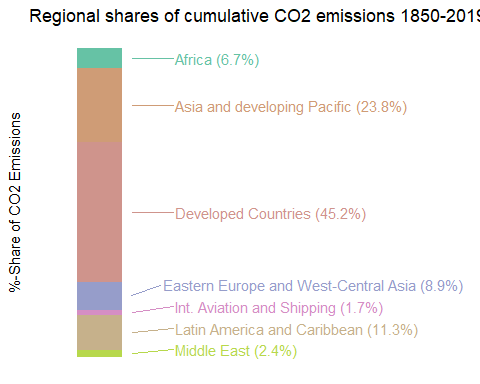 Regional shares of cumulative CO2 emissions 1850-2019
%-Share of CO2 Emissions
Africa (6.7%)
Asia and developing Pacific (23.8%)
Developed Countries (45.2%)
Eastern Europe and West-Central Asia (8.9%)
Int. Aviation and Shipping (1.7%)
Latin America and Caribbean (11.3%)
Middle East (2.4%)